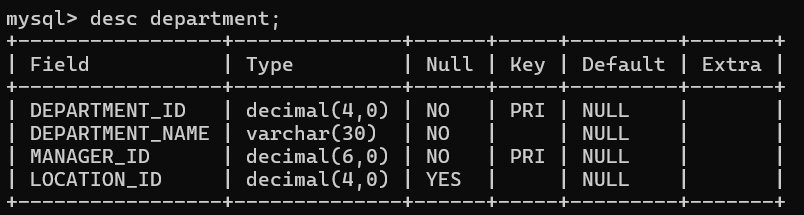 mysql> desc department;
+-----------------+--------------+------+-----+---------+-------+
| Field           | Type         | Null | Key | Default | Extra |
+-----------------+--------------+------+-----+---------+-------+
| DEPARTMENT_ID   | decimal(4,0) | NO   | PRI | NULL    |       |
| DEPARTMENT_NAME | varchar(30)  | NO   |     | NULL    |       |
| MANAGER_ID      | decimal(6,0) | NO   | PRI | NULL    |       |
| LOCATION_ID     | decimal(4,0) | YES  |     | NULL    |       |
+-----------------+--------------+------+-----+---------+-------+